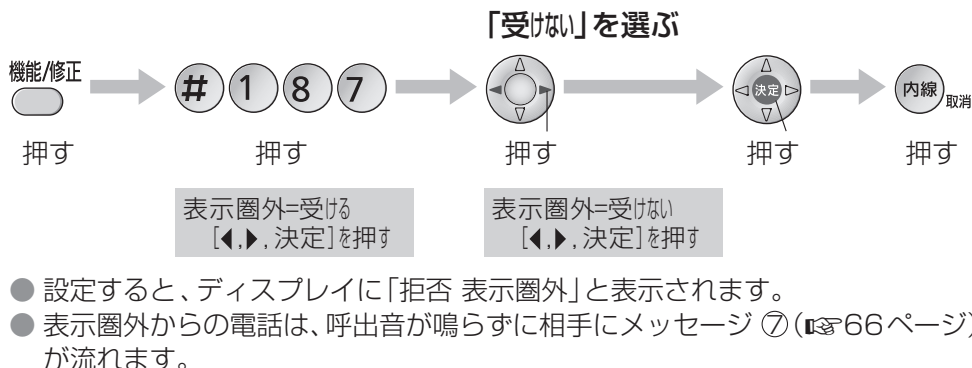 「受けない」を選ぶ
機能/修正 # 1 8 7 決定 内線 取消
押す 押す 押す 押す 押す
表示圏外=受ける 表示圏外=受けない
[◀,▶,決定]を押す [◀,▶,決定]を押す
● 設定すると、ディスプレイに「拒否 表示圏外」と表示されます。
● 表示圏外からの電話は、呼出音が鳴らずに相手にメッセージ ⑦(☞66ページ)
が流れます。